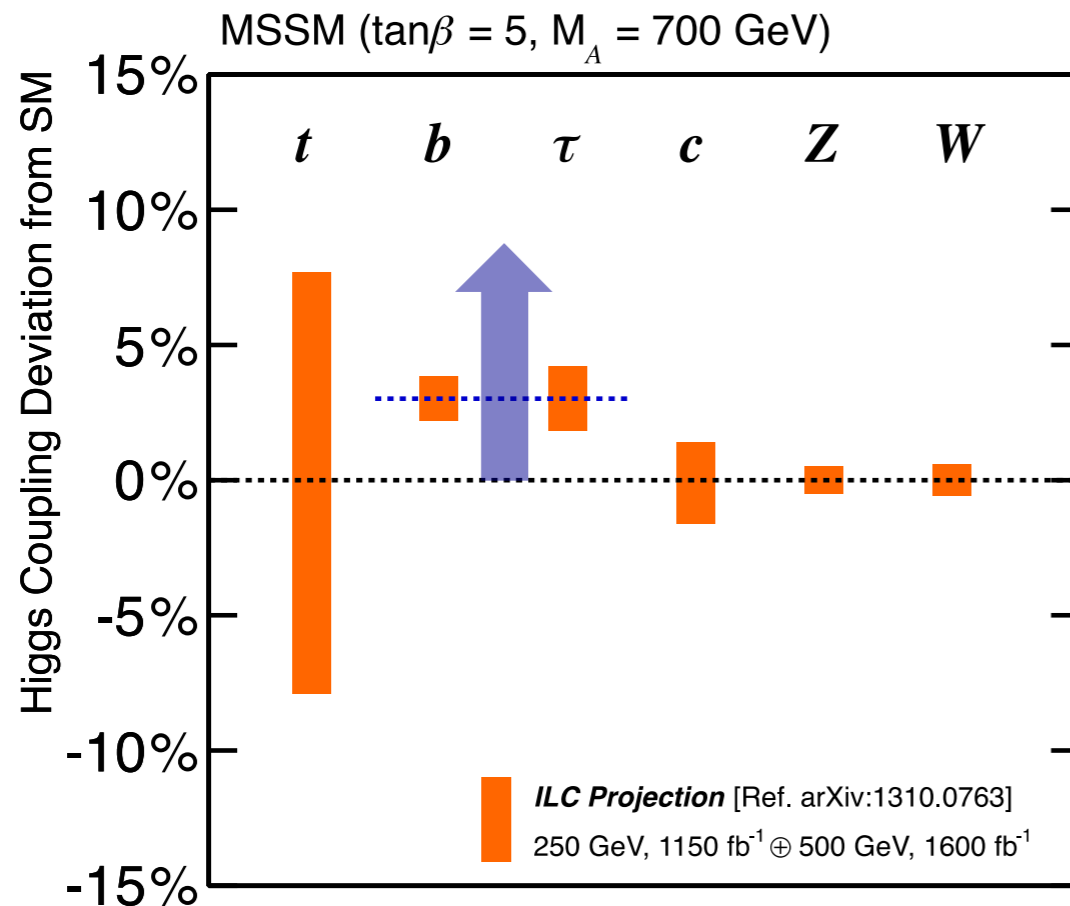 MSSM (tanβ = 5, M_A = 700 GeV)
Higgs Coupling Deviation from SM
15%
10%
5%
0%
-5%
-10%
-15%
t b τ c Z W
ILC Projection [Ref. arXiv:1310.0763]
250 GeV, 1150 fb⁻¹ ⊕ 500 GeV, 1600 fb⁻¹